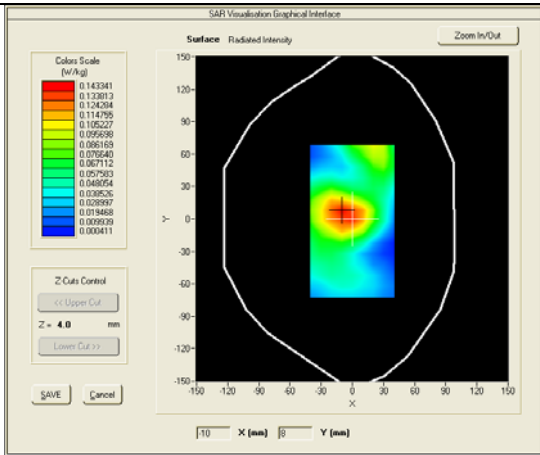 SAR Visualisation Graphical Interface
Surface Radiated Intensity
Zoom In/Out
Colors Scale
(W/kg)
0.143341
0.133813
0.124284
0.114755
0.105227
0.095698
0.086169
0.076640
0.067112
0.057583
0.048054
0.038526
0.028997
0.019468
0.009939
0.000411
Z-Cuts Control
<< Upper Cut
Z = 4.0 mm
Lower Cut >>
SAVE Cancel
150
120
90
60
30
0
-30
-60
-90
-120
-150
Y
-150 -120 -90 -60 -30 0 30 60 90 120 150
X
-10 X (mm) 8 Y (mm)